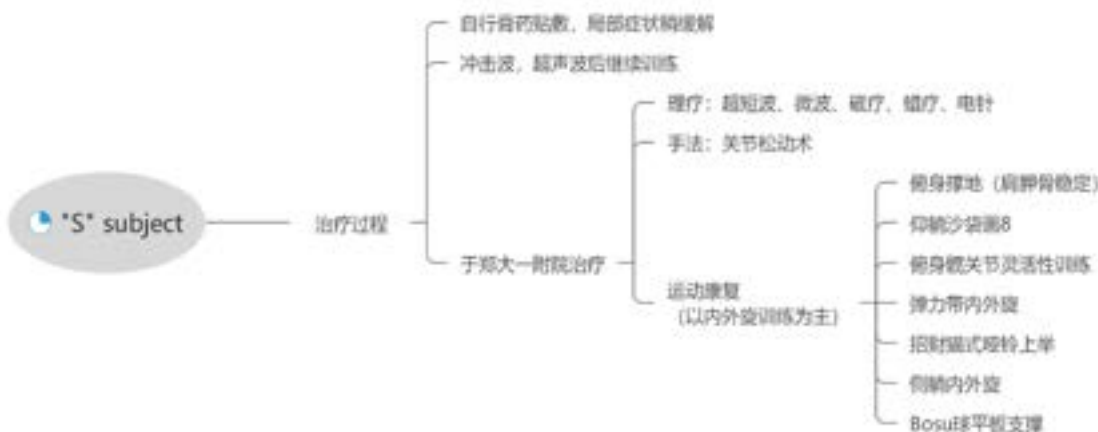 "S" subject
治疗过程
自行膏药贴敷、局部症状稍缓解
冲击波，超声波后继续训练
于郑大一附院治疗
理疗：超短波、微波、磁疗、蜡疗、电针
手法：关节松动术
运动康复
（以内外旋训练为主）
俯身撑地（肩胛骨稳定）
仰躺沙袋画8
俯身髋关节灵活性训练
弹力带内外旋
招财猫式哑铃上举
侧躺内外旋
Bosu球平板支撑